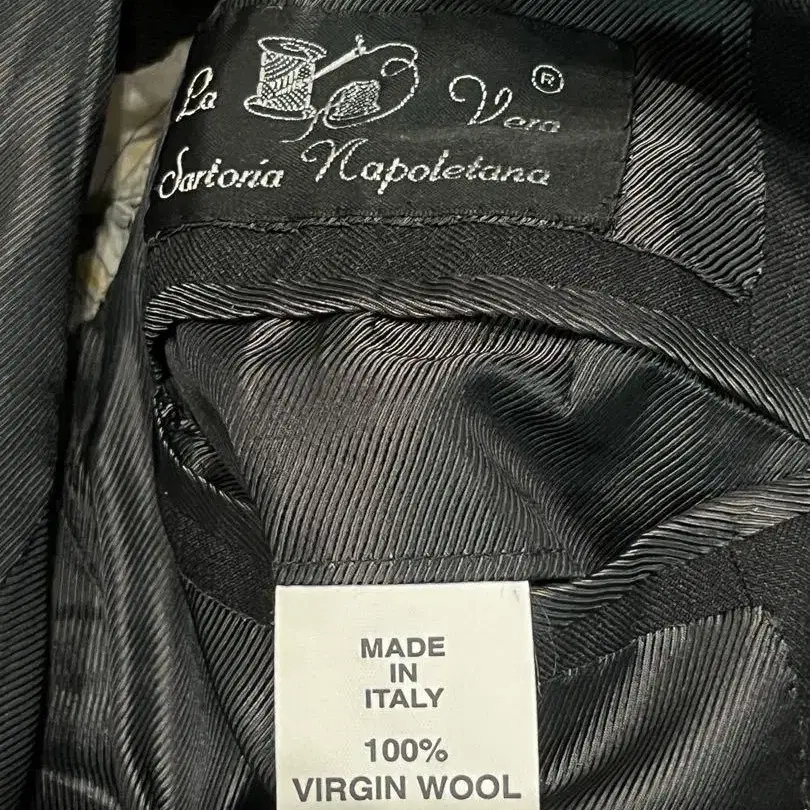 La Vera ®
Sartoria Napoletana
MADE
IN
ITALY
100%
VIRGIN WOOL